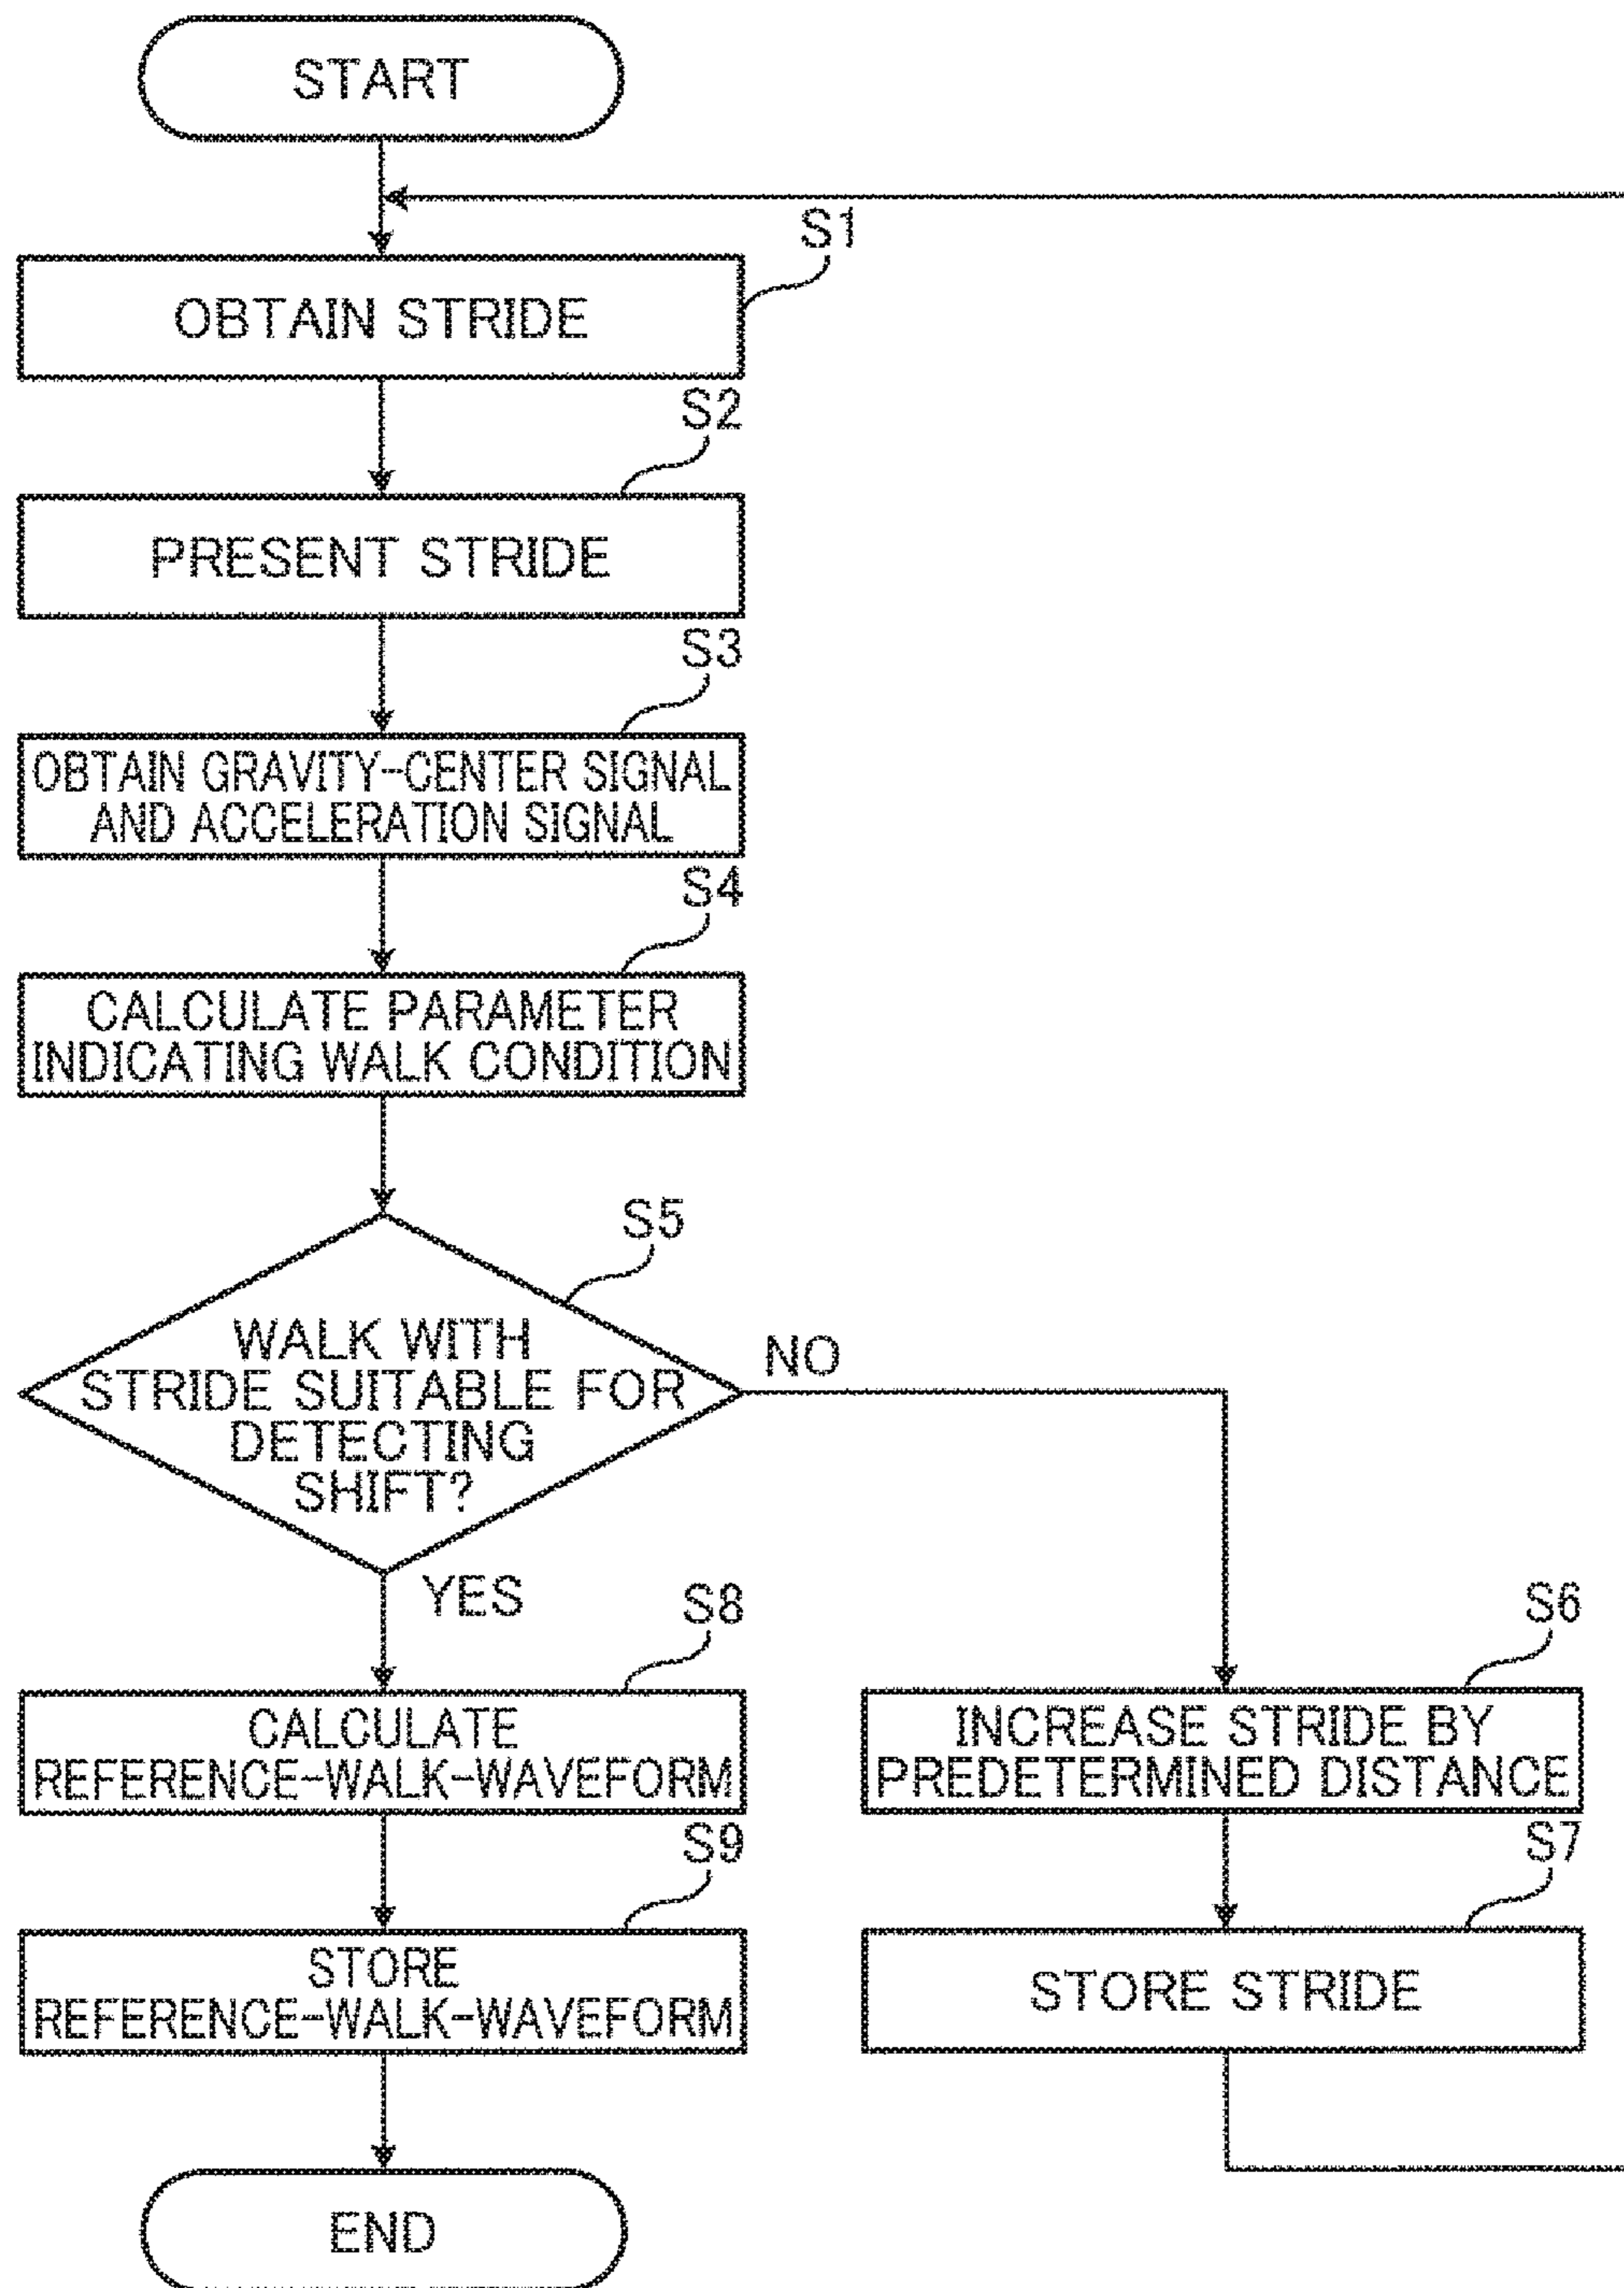 START
S1
OBTAIN STRIDE
S2
PRESENT STRIDE
S3
OBTAIN GRAVITY-CENTER SIGNAL
AND ACCELERATION SIGNAL
S4
CALCULATE PARAMETER
INDICATING WALK CONDITION
S5
WALK WITH
STRIDE SUITABLE FOR
DETECTING
SHIFT?
NO
YES
S8
CALCULATE
REFERENCE-WALK-WAVEFORM
S6
INCREASE STRIDE BY
PREDETERMINED DISTANCE
S9
STORE
REFERENCE-WALK-WAVEFORM
S7
STORE STRIDE
END